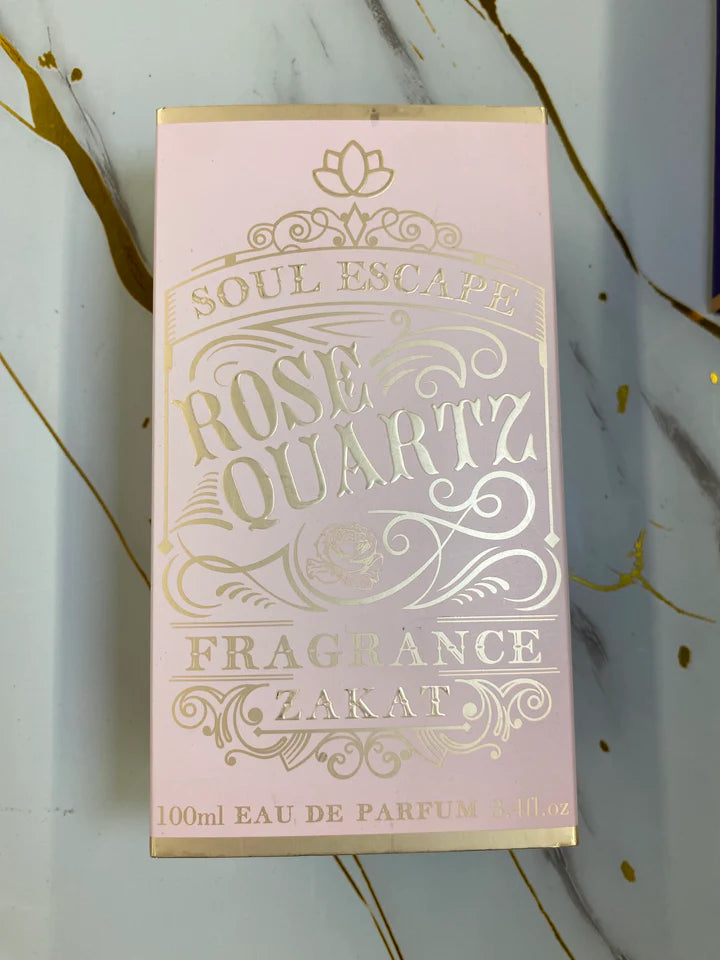 SOUL ESCAPE
ROSE
QUARTZ
FRAGRANCE
ZAKAT
100ml EAU DE PARFUM 3.4fl.oz